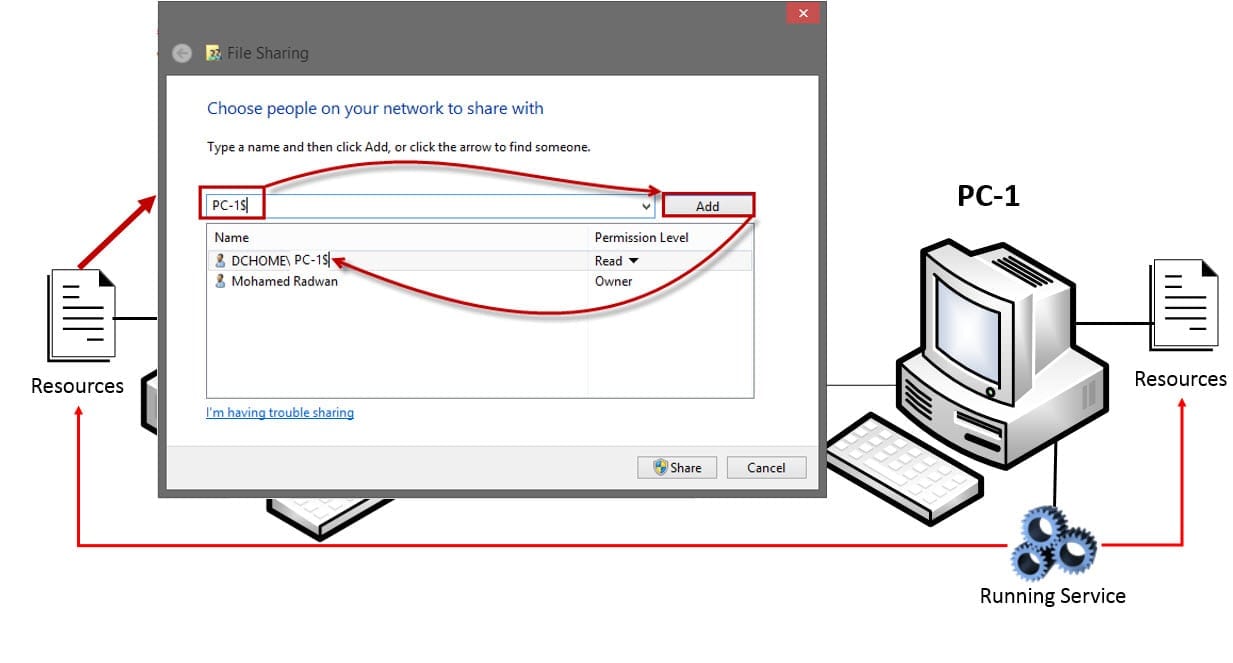 File Sharing
Choose people on your network to share with
Type a name and then click Add, or click the arrow to find someone.
PC-1$
Add
Name Permission Level
DCHOME\ PC-1$ Read
Mohamed Radwan Owner
I'm having trouble sharing
Share Cancel
PC-1
Resources
Resources
Running Service